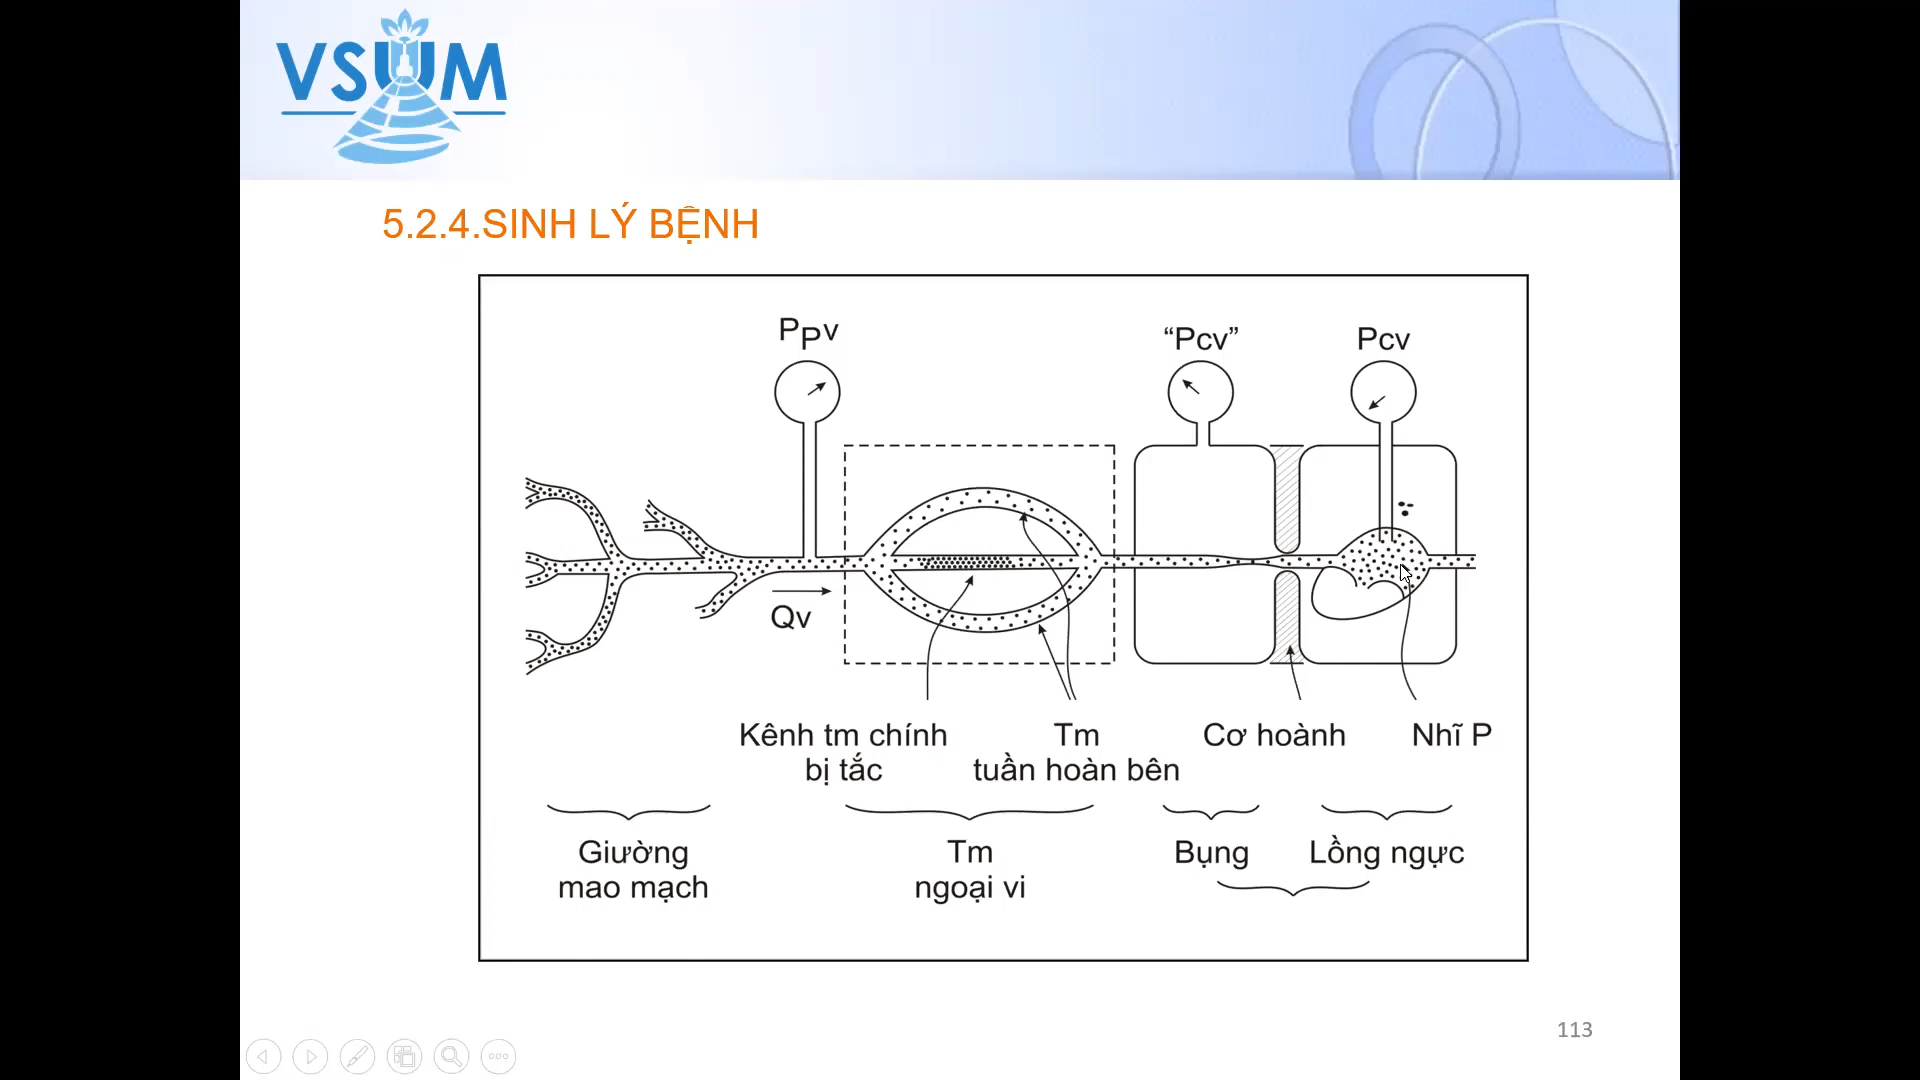 VSUM
5.2.4.SINH LÝ BỆNH
PPv
“Pcv”
Pcv
Qv
Kênh tm chính
bị tắc
Tm
tuần hoàn bên
Cơ hoành
Nhĩ P
Giường
mao mạch
Tm
ngoại vi
Bụng
Lồng ngực
113